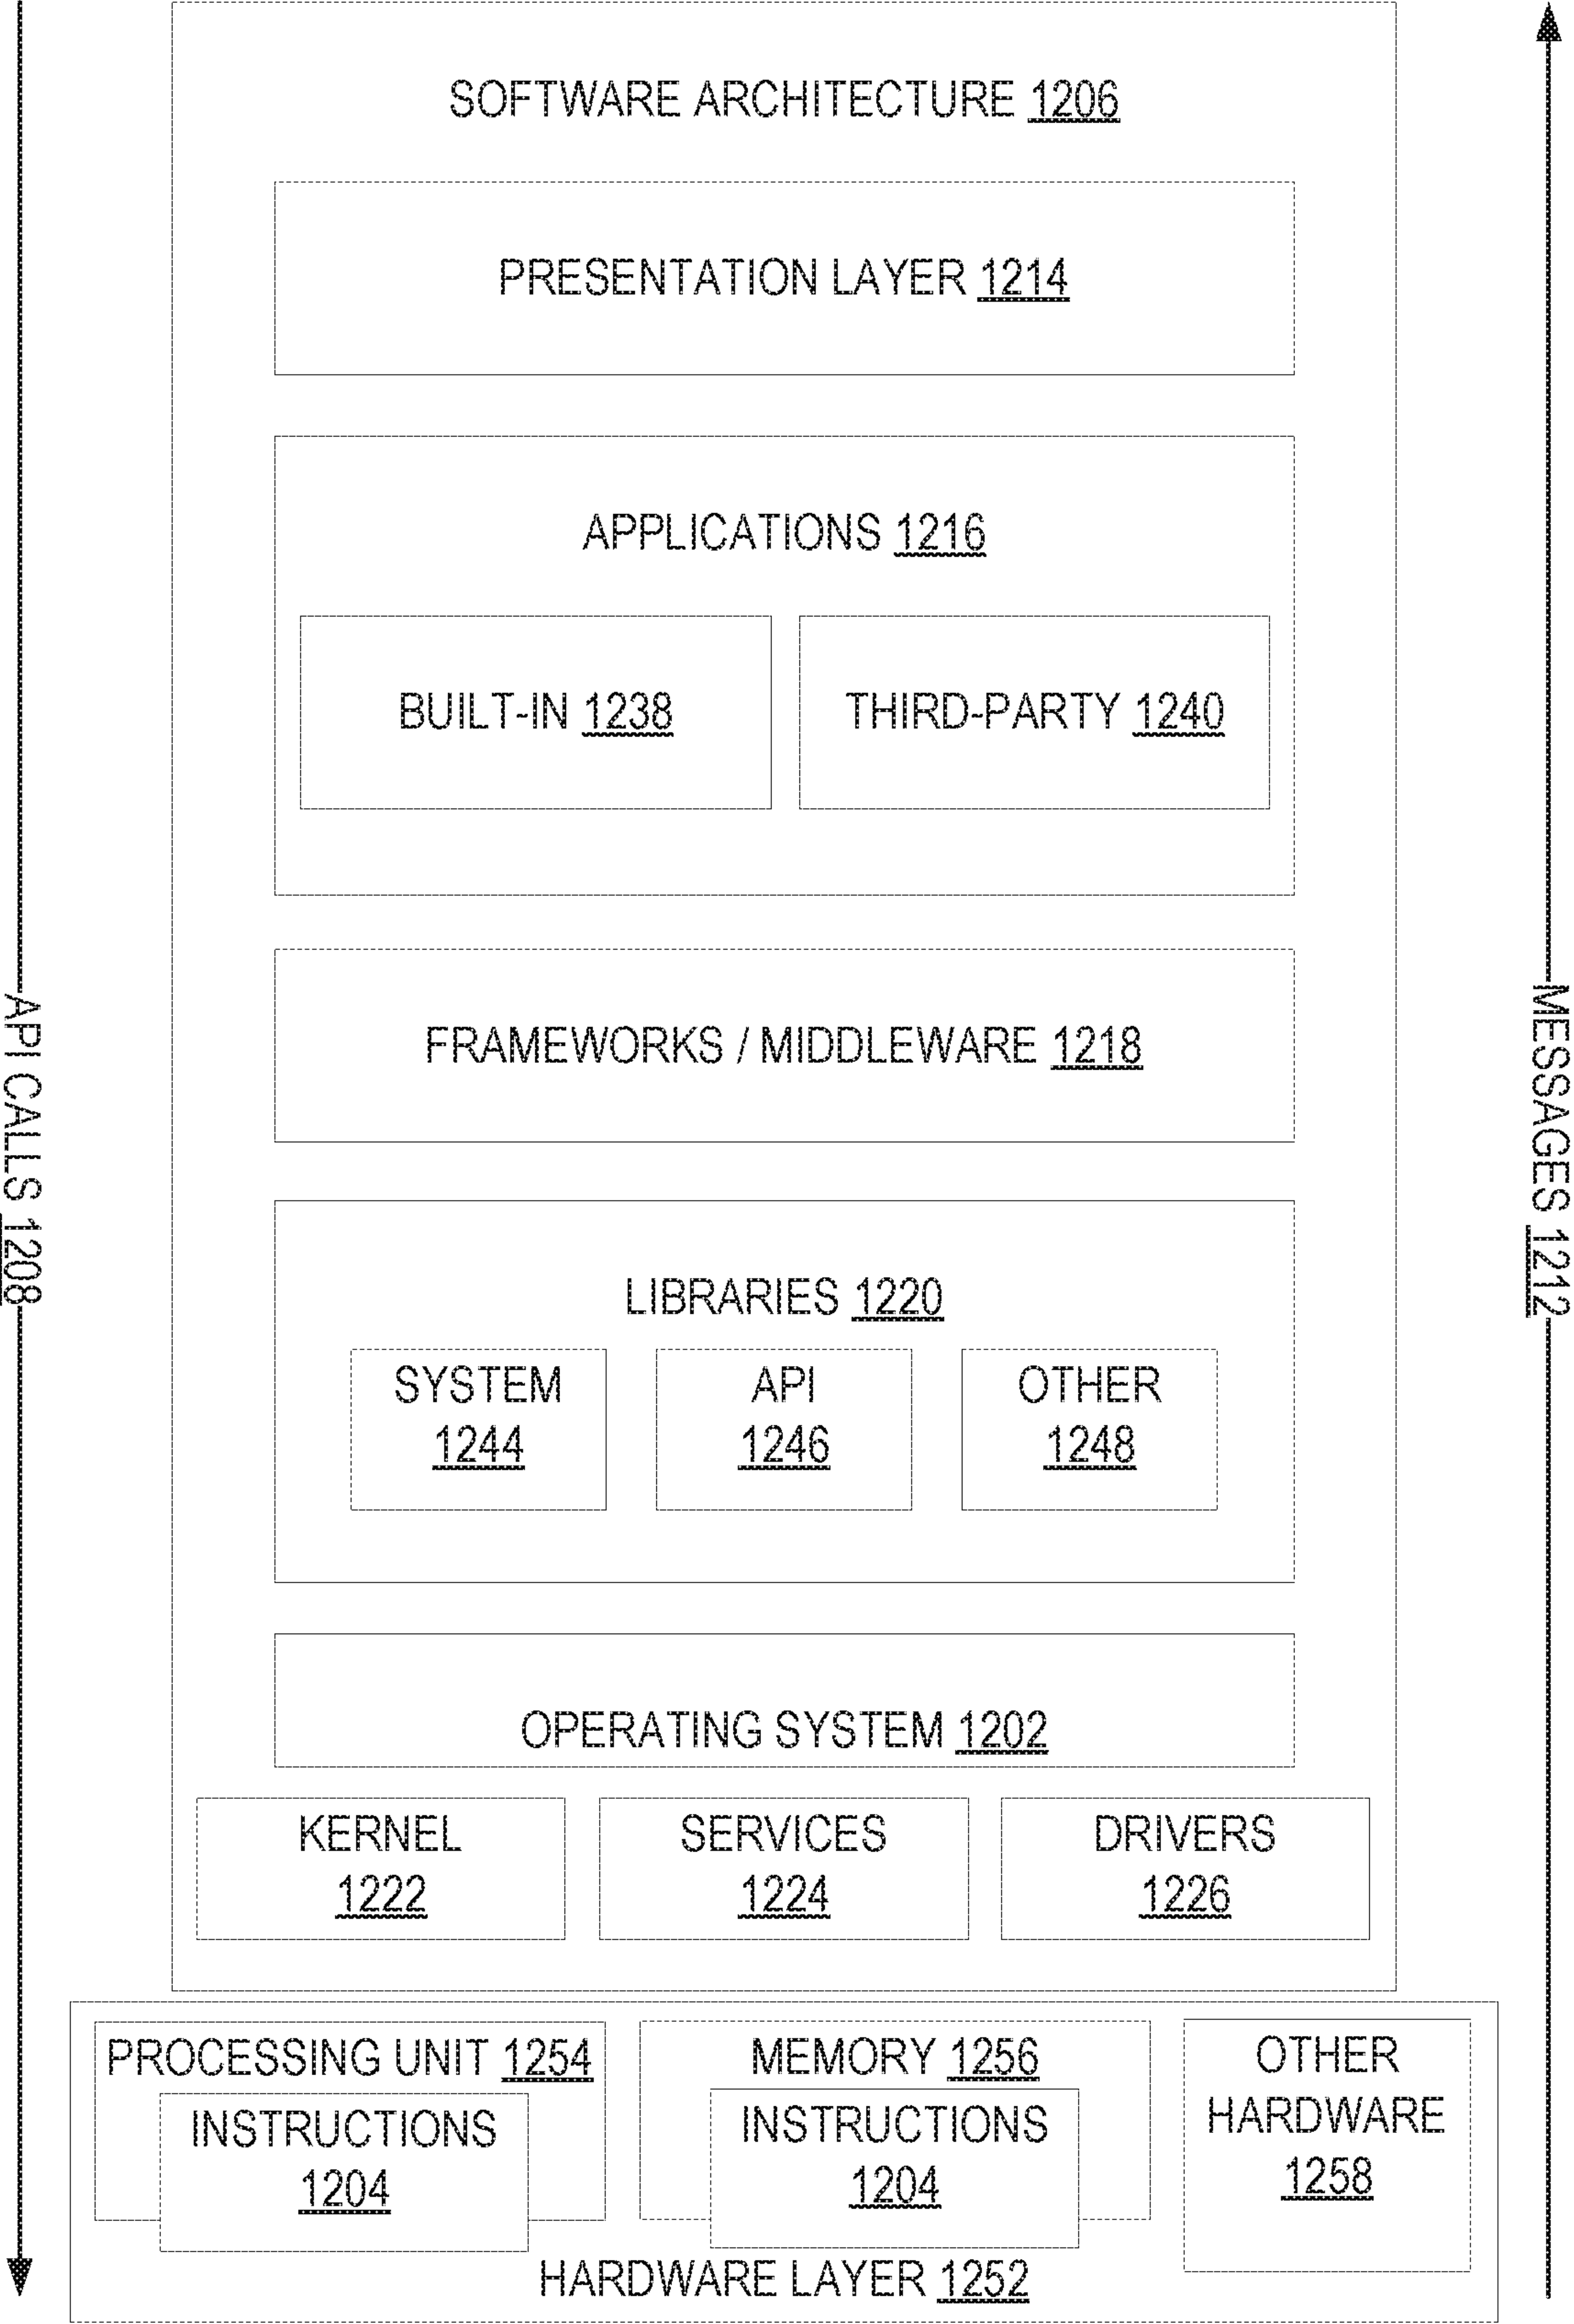 SOFTWARE ARCHITECTURE 1206
PRESENTATION LAYER 1214
APPLICATIONS 1216
BUILT-IN 1238
THIRD-PARTY 1240
FRAMEWORKS / MIDDLEWARE 1218
LIBRARIES 1220
SYSTEM
1244
API
1246
OTHER
1248
OPERATING SYSTEM 1202
KERNEL
1222
SERVICES
1224
DRIVERS
1226
PROCESSING UNIT 1254
INSTRUCTIONS
1204
MEMORY 1256
INSTRUCTIONS
1204
OTHER
HARDWARE
1258
HARDWARE LAYER 1252
API CALLS 1208
MESSAGES 1212